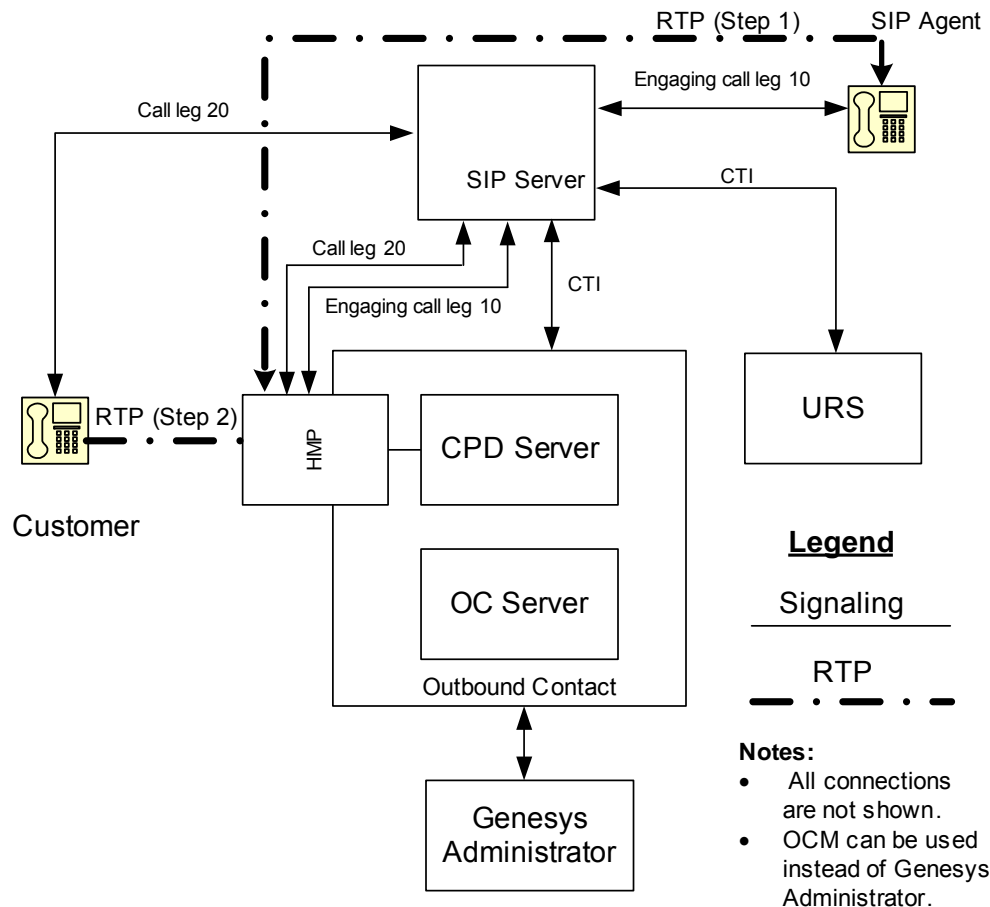 RTP (Step 1)
SIP Agent
Engaging call leg 10
Call leg 20
SIP Server
CTI
Call leg 20
CTI
Engaging call leg 10
RTP (Step 2)
HMP
CPD Server
URS
Customer
Legend
OC Server
Signaling
RTP
Outbound Contact
Notes:
• All connections
are not shown.
• OCM can be used
instead of Genesys
Administrator.
Genesys
Administrator